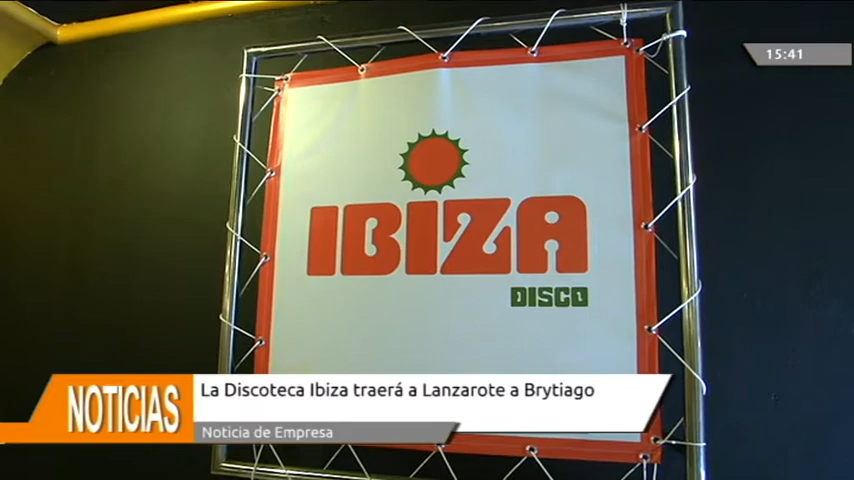 15:41
IBIZA
DISCO
NOTICIAS
La Discoteca Ibiza traerá a Lanzarote a Brytiago
Noticia de Empresa